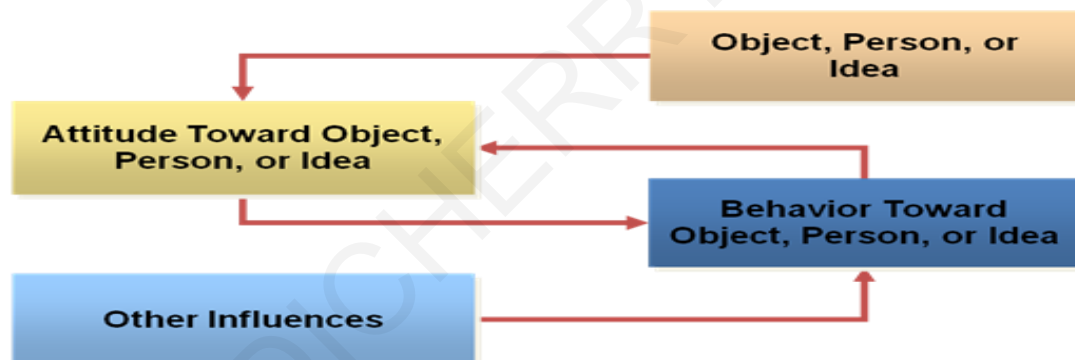 Object, Person, or
Idea
Attitude Toward Object,
Person, or Idea
Behavior Toward
Object, Person, or Idea
Other Influences